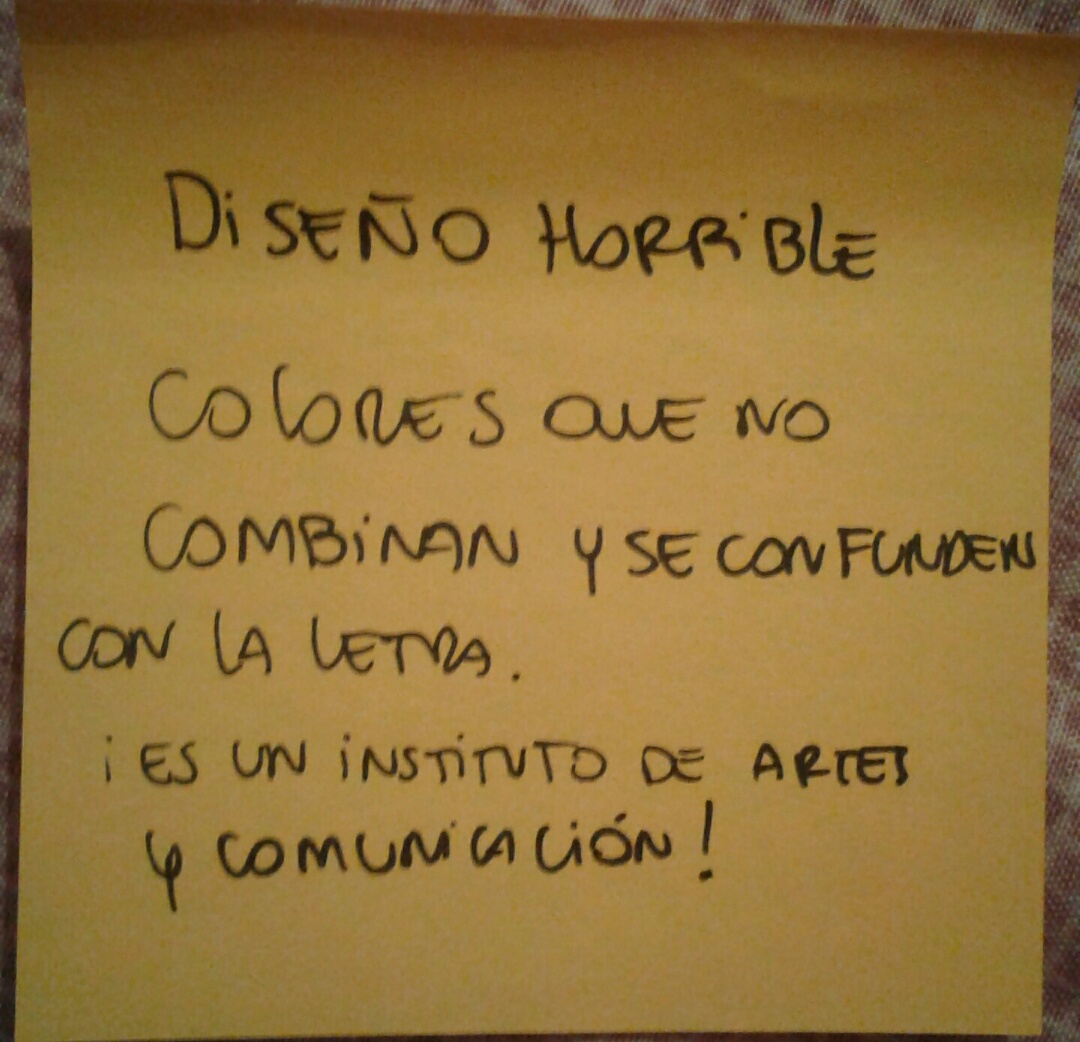 DiSEÑO HORRiBLE
COLORES QUE NO
COMBiNAN Y SE CONFUNDEN
CON LA LETRA.
¡ES UN iNSTiTUTO DE ARTES
Y COMUNiCACiÓN!